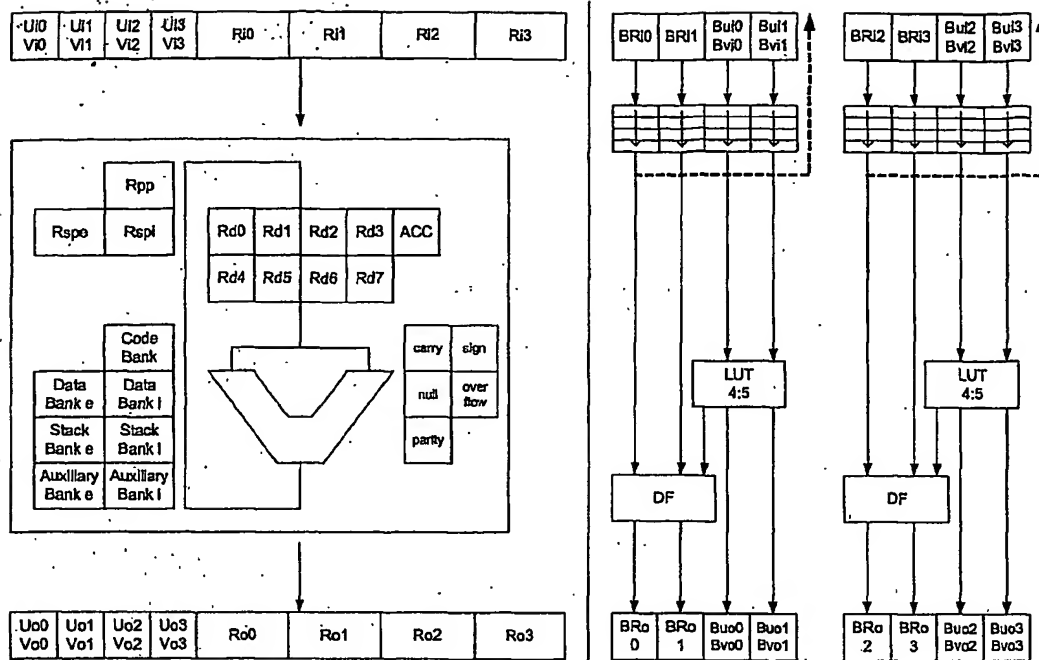 Ui0 Ui1 Ui2 Ui3 Ri0 Ri1 Ri2 Ri3
Vi0 Vi1 Vi2 Vi3
BRi0 BRi1 Bui0 Bui1
Bvi0 Bvi1
BRi2 BRi3 Bui2 Bui3
Bvi2 Bvi3
Rpp
Rspe Rspi
Rd0 Rd1 Rd2 Rd3 ACC
Rd4 Rd5 Rd6 Rd7
Code
Bank
Data
Bank e
Data
Bank i
Stack
Bank e
Stack
Bank i
Auxiliary
Bank e
Auxiliary
Bank i
carry sign
null over
flow
parity
LUT
4:5
LUT
4:5
DF
DF
Uo0 Uo1 Uo2 Uo3 Ro0 Ro1 Ro2 Ro3
Vo0 Vo1 Vo2 Vo3
BRo BRo Buo0 Buo1
0 1 Bvo0 Bvo1
BRo BRo Buo2 Buo3
2 3 Bvo2 Bvo3